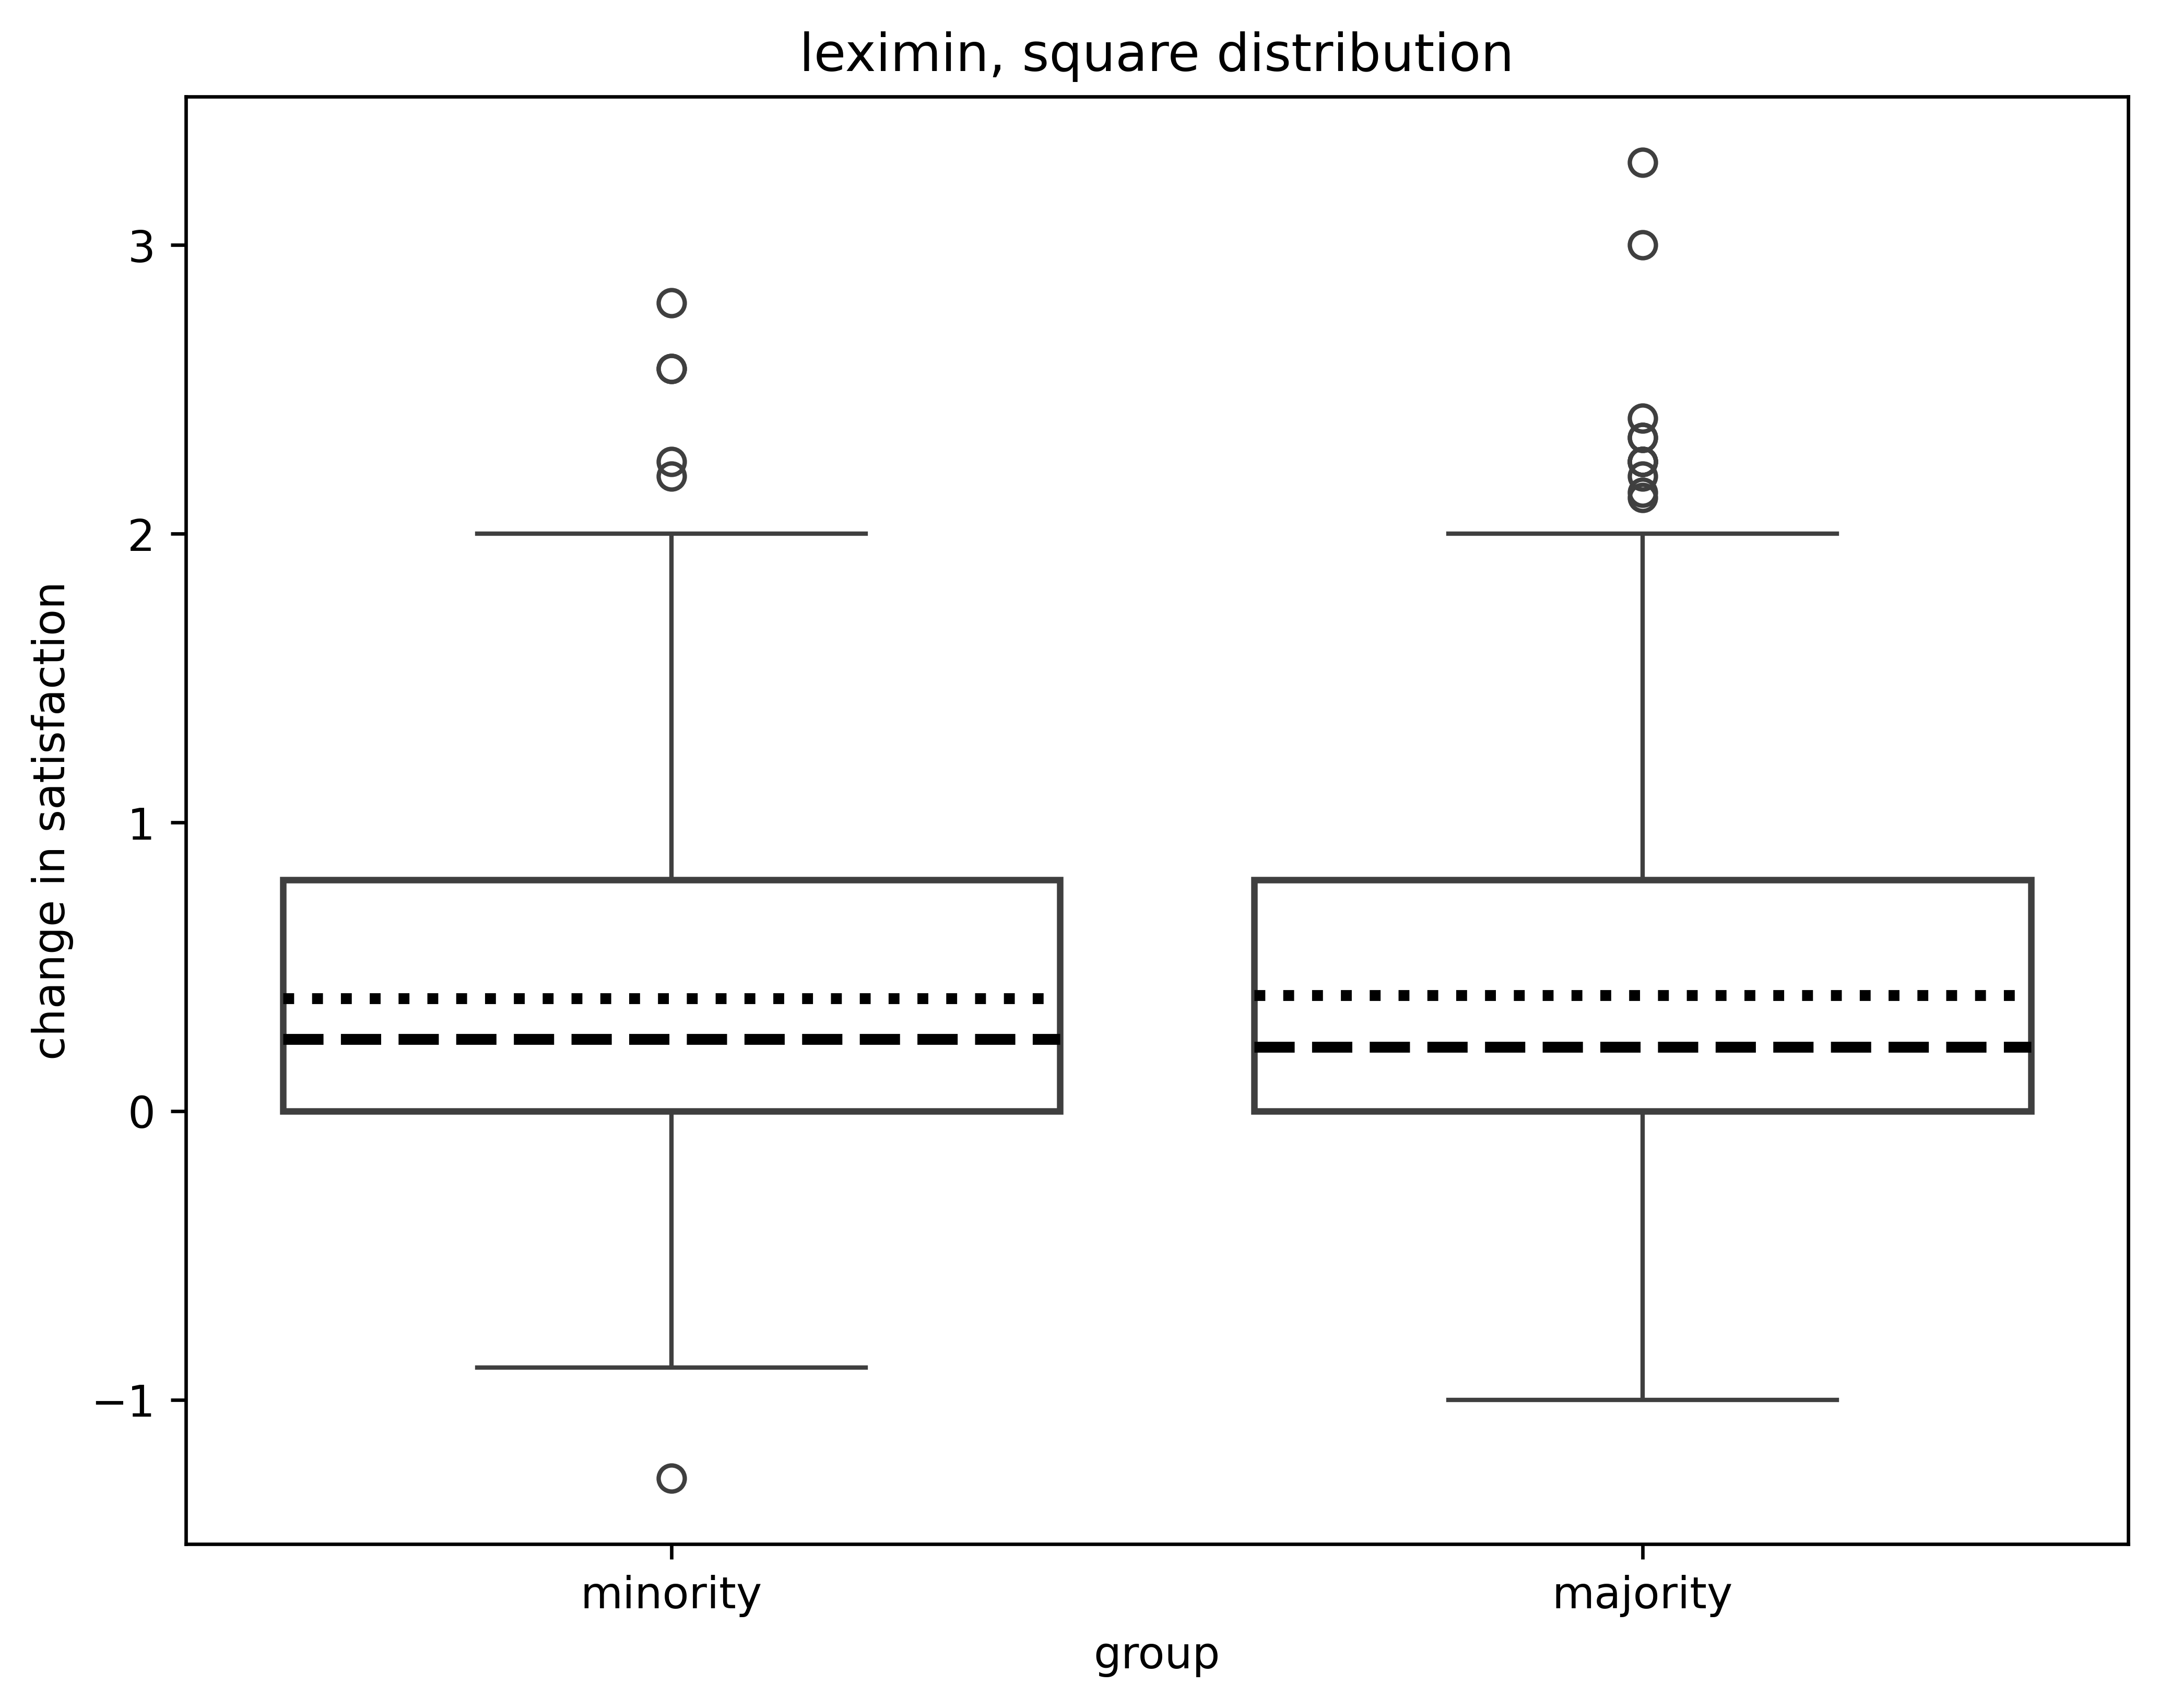 leximin, square distribution
change in satisfaction
3
2
1
0
−1
minority
majority
group